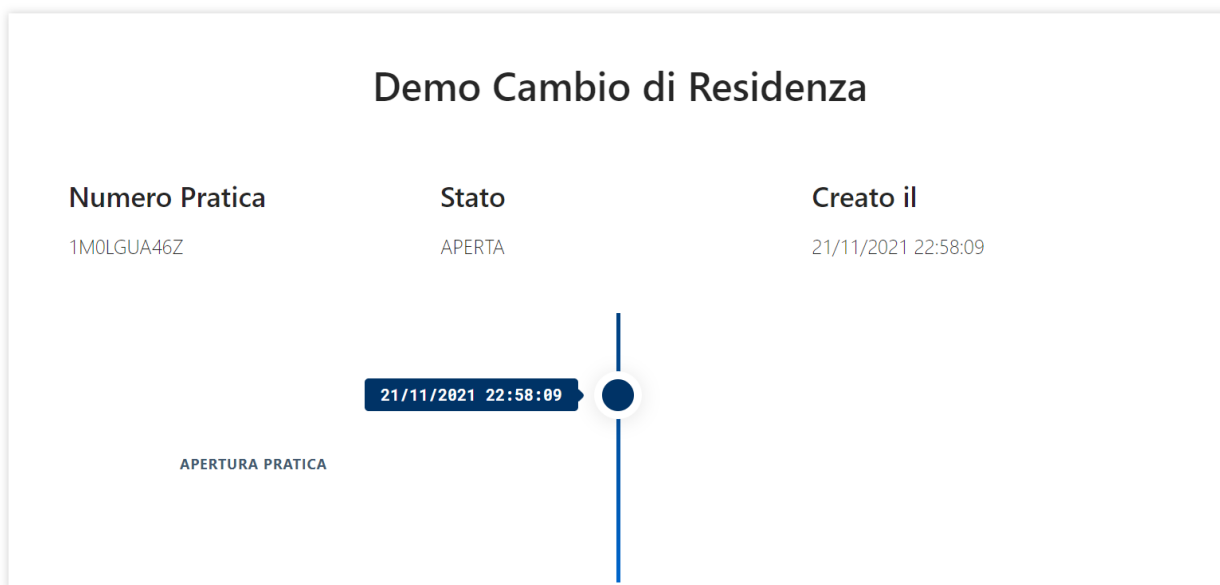 Demo Cambio di Residenza
Numero Pratica Stato Creato il
1M0LGUA46Z APERTA 21/11/2021 22:58:09
21/11/2021 22:58:09
APERTURA PRATICA